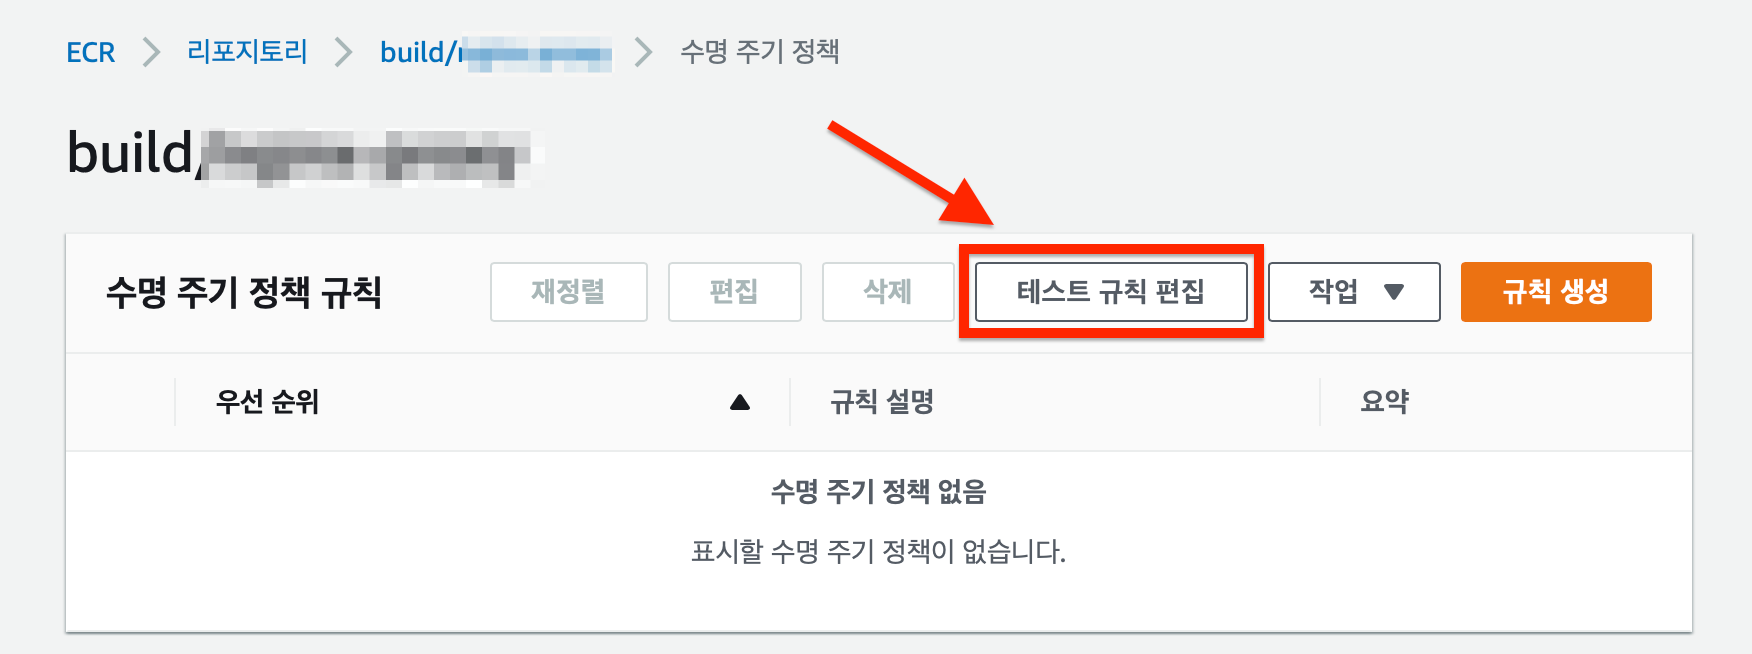 ECR 리포지토리 build/ 수명 주기 정책
build/
수명 주기 정책 규칙 재정렬 편집 삭제 테스트 규칙 편집 작업 규칙 생성
우선 순위 규칙 설명 요약
수명 주기 정책 없음
표시할 수명 주기 정책이 없습니다.